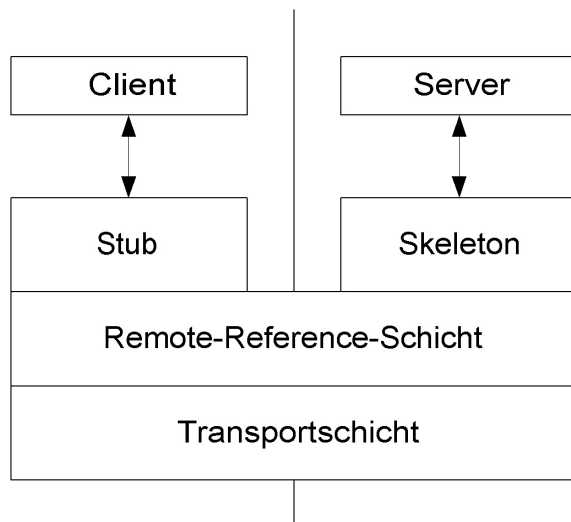 Client
Server
Stub
Skeleton
Remote-Reference-Schicht
Transportschicht